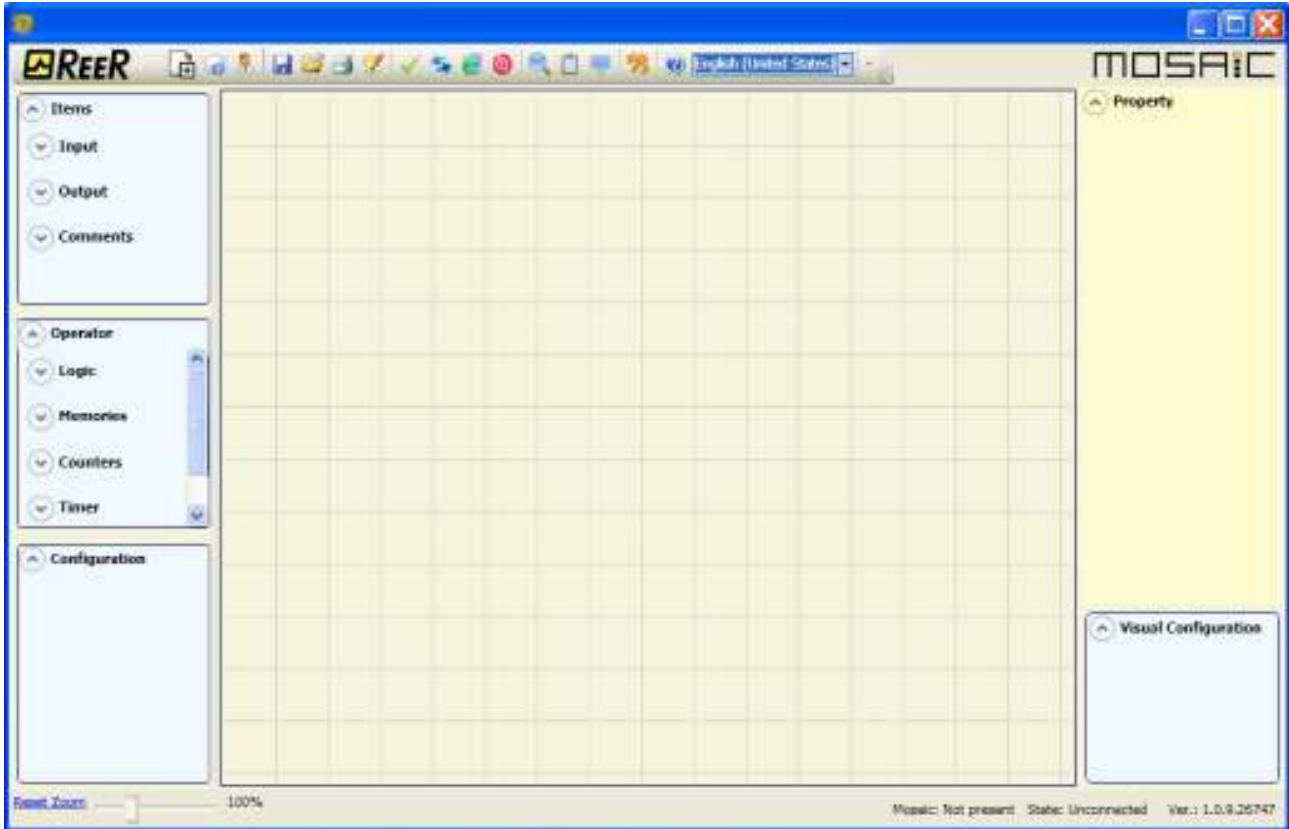 REER
English (United States)
MOSAiC
Items
Input
Output
Comments
Operator
Logic
Memories
Counters
Timer
Configuration
Property
Visual Configuration
Reset Zoom
100%
Mosaic: Not present State: Unconnected Ver.: 1.0.9.26747